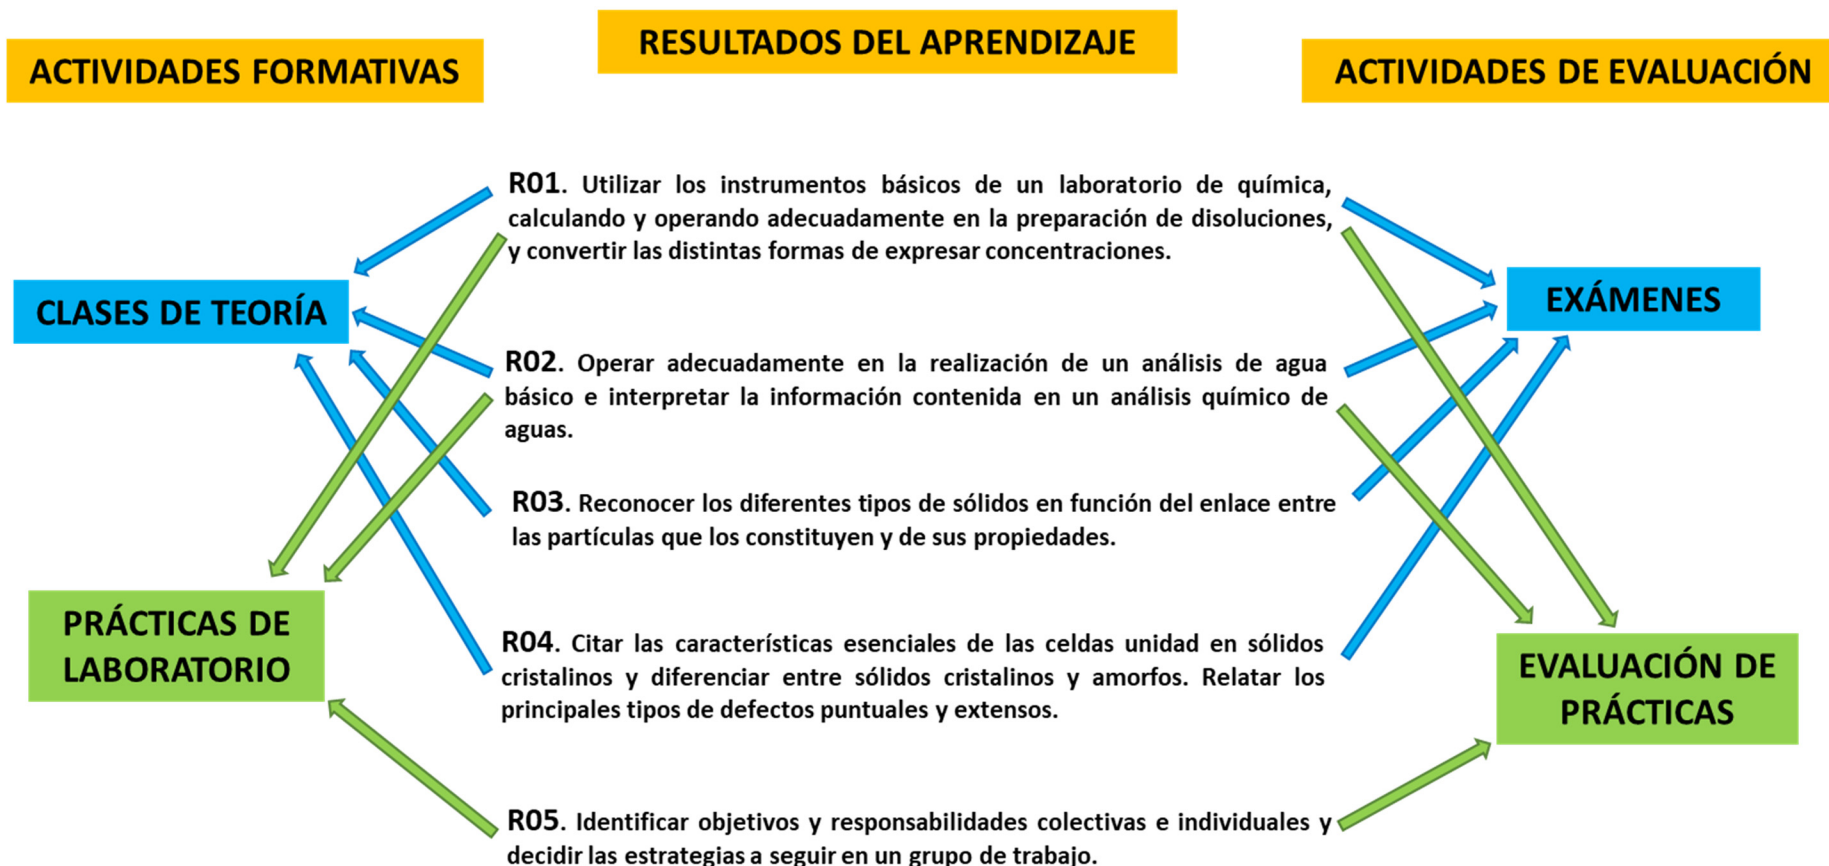 RESULTADOS DEL APRENDIZAJE
ACTIVIDADES FORMATIVAS
ACTIVIDADES DE EVALUACIÓN
R01. Utilizar los instrumentos básicos de un laboratorio de química,
calculando y operando adecuadamente en la preparación de disoluciones,
y convertir las distintas formas de expresar concentraciones.
CLASES DE TEORÍA
EXÁMENES
R02. Operar adecuadamente en la realización de un análisis de agua
básico e interpretar la información contenida en un análisis químico de
aguas.
R03. Reconocer los diferentes tipos de sólidos en función del enlace entre
las partículas que los constituyen y de sus propiedades.
PRÁCTICAS DE
LABORATORIO
R04. Citar las características esenciales de las celdas unidad en sólidos
cristalinos y diferenciar entre sólidos cristalinos y amorfos. Relatar los
principales tipos de defectos puntuales y extensos.
EVALUACIÓN DE
PRÁCTICAS
R05. Identificar objetivos y responsabilidades colectivas e individuales y
decidir las estrategias a seguir en un grupo de trabajo.